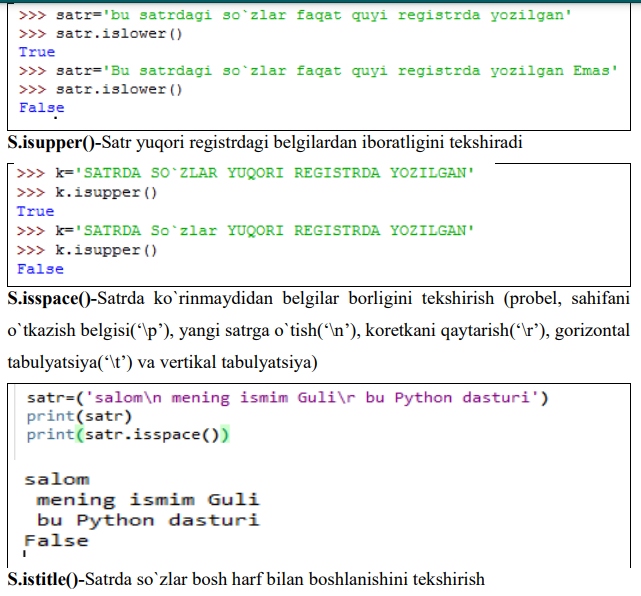 >>> satr='bu satrdagi so`zlar faqat quyi registrda yozilgan'
>>> satr.islower()
True
>>> satr='Bu satrdagi so`zlar faqat quyi registrda yozilgan Emas'
>>> satr.islower()
False
S.isupper()-Satr yuqori registrdagi belgilardan iboratligini tekshiradi
>>> k='SATRDA SO`ZLAR YUQORI REGISTRDA YOZILGAN'
>>> k.isupper()
True
>>> k='SATRDA So`zlar YUQORI REGISTRDA YOZILGAN'
>>> k.isupper()
False
S.isspace()-Satrda ko`rinmaydidan belgilar borligini tekshirish (probel, sahifani
o`tkazish belgisi(‘\p’), yangi satrga o`tish(‘\n’), koretkani qaytarish(‘\r’), gorizontal
tabulyatsiya(‘\t’) va vertikal tabulyatsiya)
satr=('salom\n mening ismim Guli\r bu Python dasturi')
print(satr)
print(satr.isspace())
salom
 mening ismim Guli
 bu Python dasturi
False
S.istitle()-Satrda so`zlar bosh harf bilan boshlanishini tekshirish